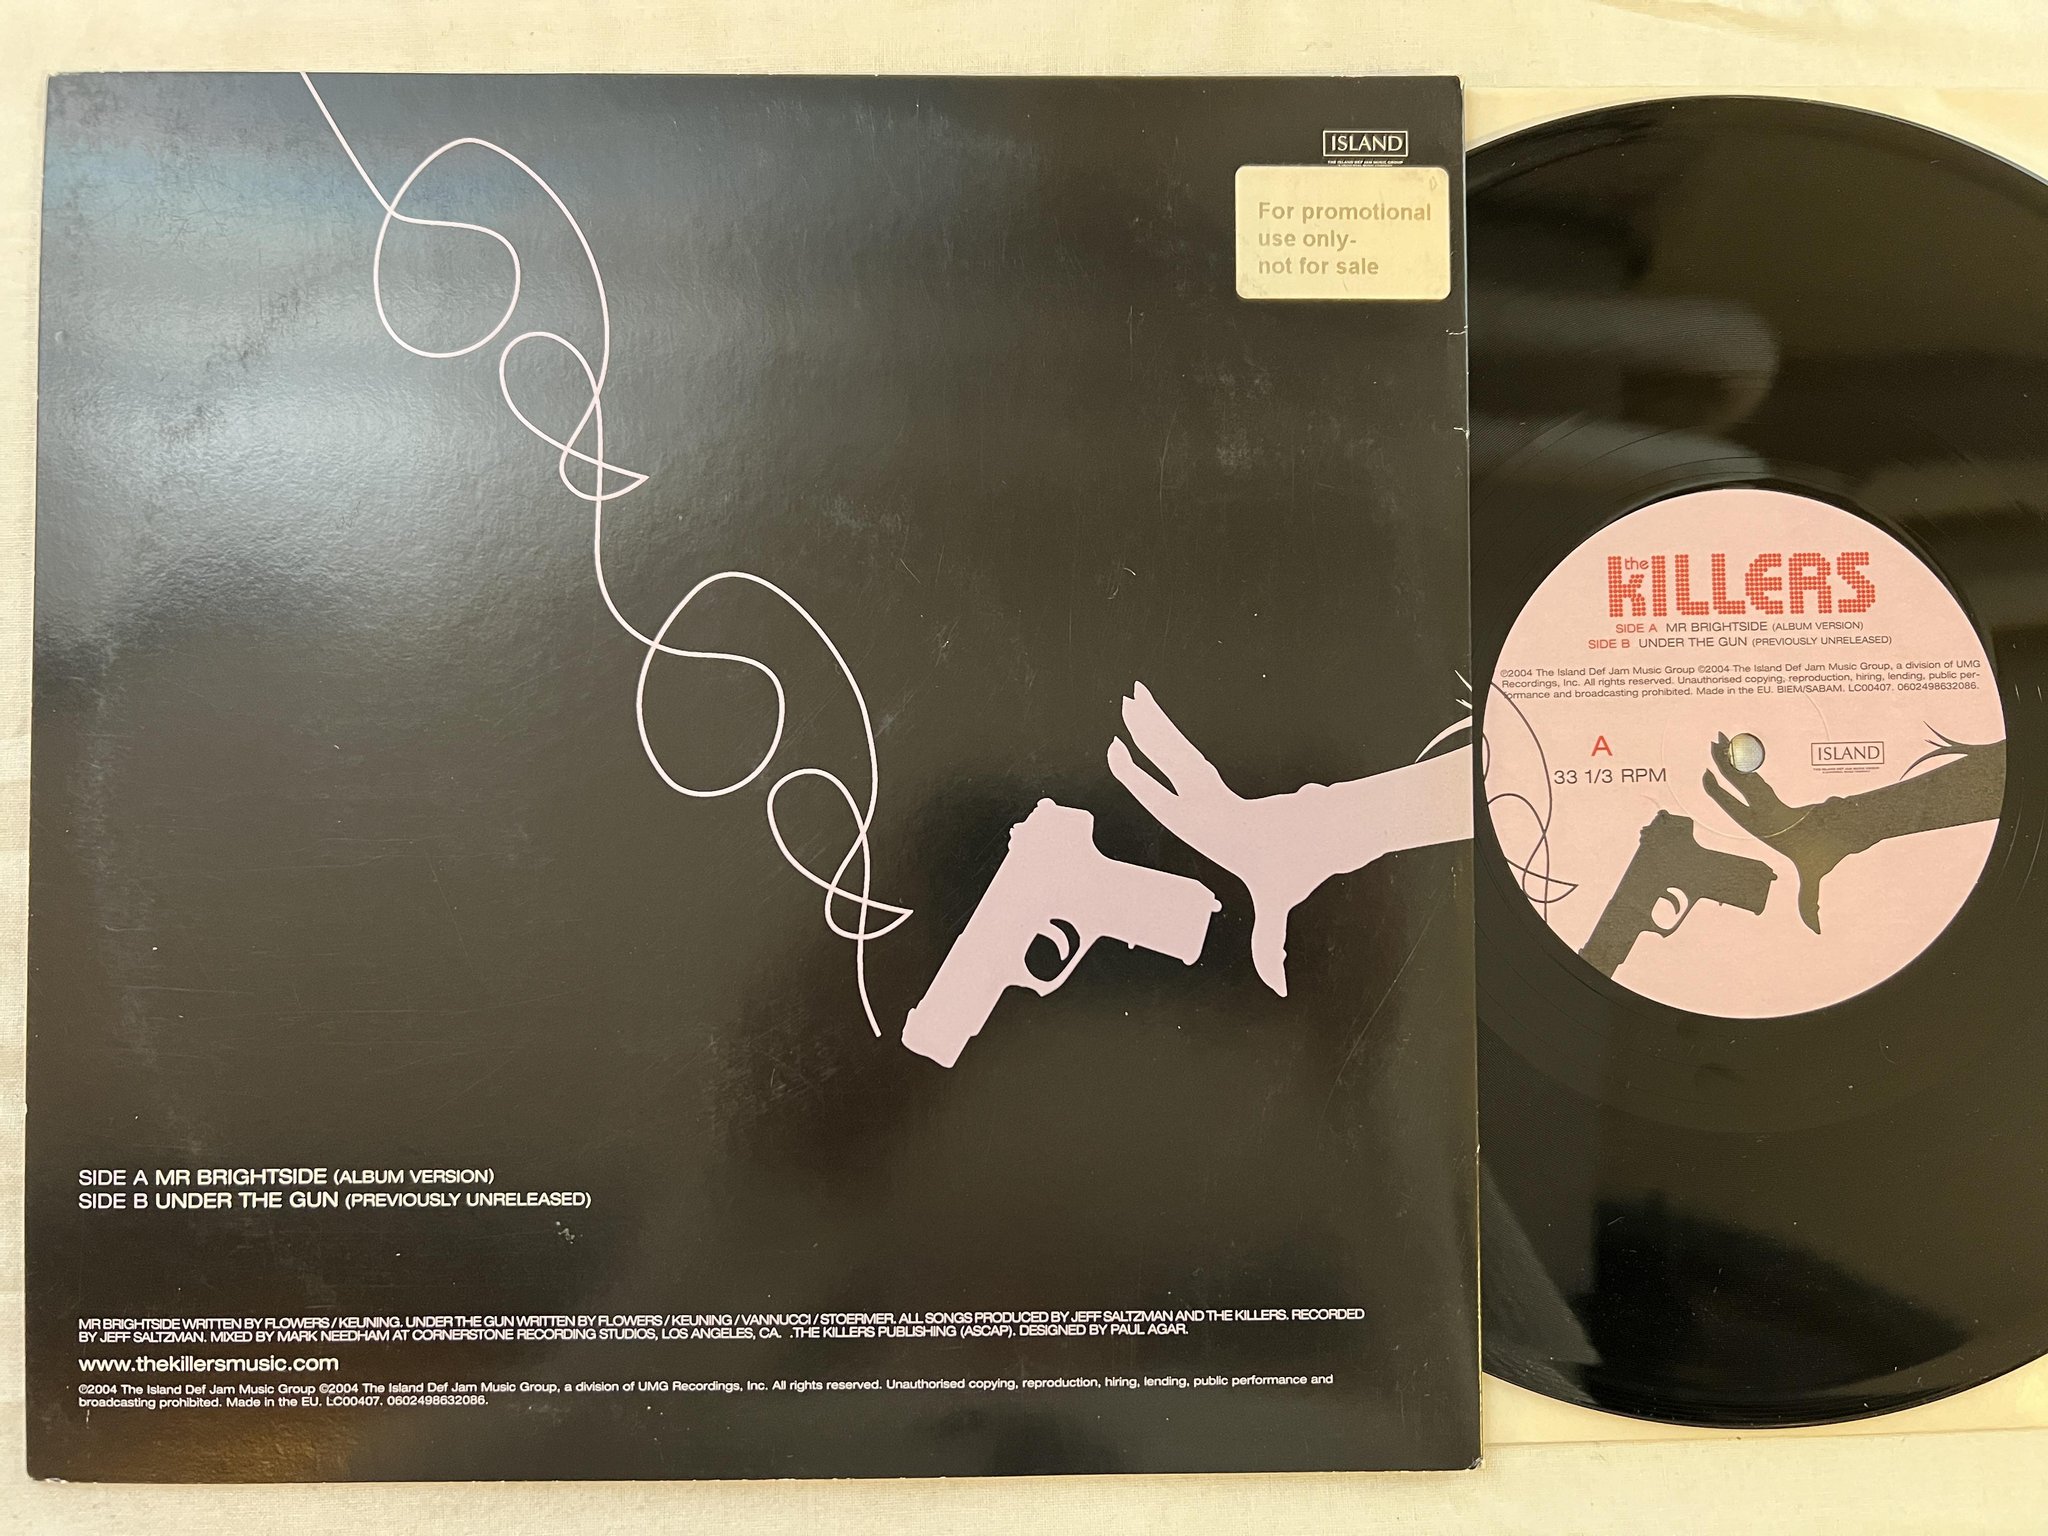 ISLAND
THE ISLAND DEF JAM MUSIC GROUP
For promotional
use only-
not for sale
SIDE A MR BRIGHTSIDE (ALBUM VERSION)
SIDE B UNDER THE GUN (PREVIOUSLY UNRELEASED)
MR BRIGHTSIDE WRITTEN BY FLOWERS / KEUNING. UNDER THE GUN WRITTEN BY FLOWERS / KEUNING / VANNUCCI / STOERMER. ALL SONGS PRODUCED BY JEFF SALTZMAN AND THE KILLERS. RECORDED
BY JEFF SALTZMAN. MIXED BY MARK NEEDHAM AT CORNERSTONE RECORDING STUDIOS, LOS ANGELES, CA. .THE KILLERS PUBLISHING (ASCAP). DESIGNED BY PAUL AGAR.
www.thekillersmusic.com
℗2004 The Island Def Jam Music Group ©2004 The Island Def Jam Music Group, a division of UMG Recordings, Inc. All rights reserved. Unauthorised copying, reproduction, hiring, lending, public performance and
broadcasting prohibited. Made in the EU. LC00407. 0602498632086.
the
KILLERS
SIDE A MR BRIGHTSIDE (ALBUM VERSION)
SIDE B UNDER THE GUN (PREVIOUSLY UNRELEASED)
℗2004 The Island Def Jam Music Group ©2004 The Island Def Jam Music Group, a division of UMG
Recordings, Inc. All rights reserved. Unauthorised copying, reproduction, hiring, lending, public per-
formance and broadcasting prohibited. Made in the EU. BIEM/SABAM. LC00407. 0602498632086.
A
33 1/3 RPM
ISLAND
THE ISLAND DEF JAM MUSIC GROUP